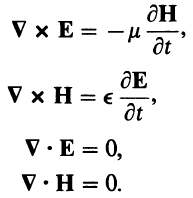 ∇ × E = −μ ∂H/∂t,
∇ × H = ϵ ∂E/∂t,
∇ · E = 0,
∇ · H = 0.